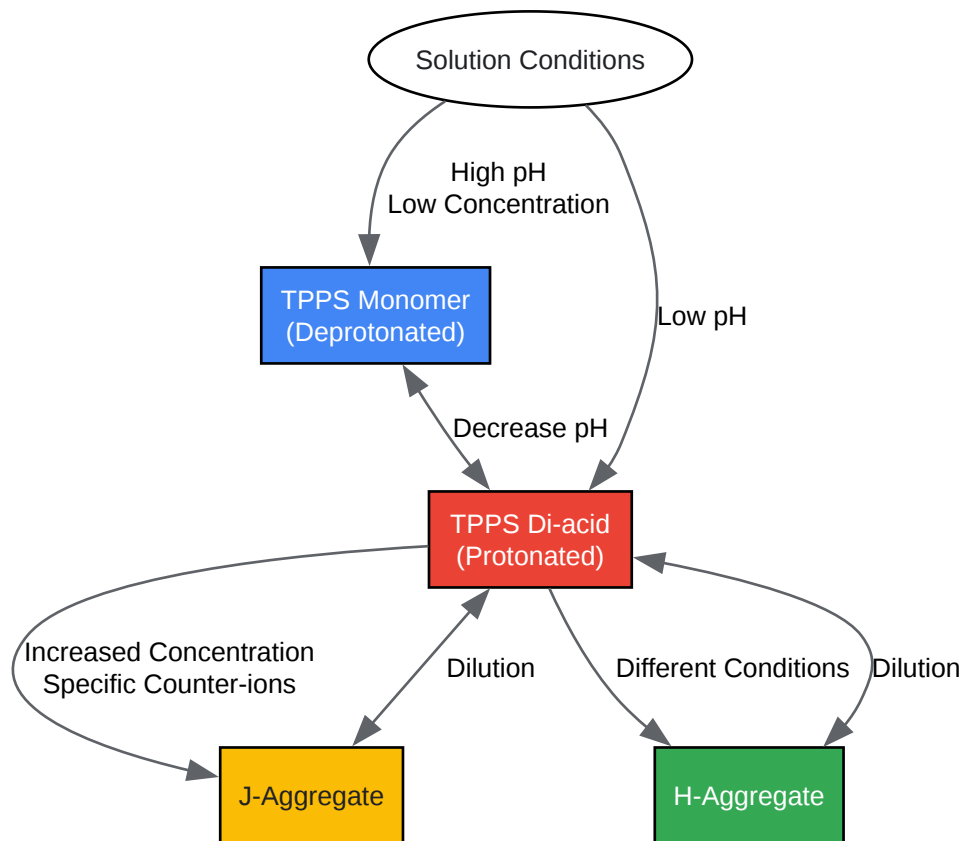 Solution Conditions
High pH
Low Concentration
TPPS Monomer
(Deprotonated)
Low pH
Decrease pH
TPPS Di-acid
(Protonated)
Increased Concentration
Specific Counter-ions
Dilution
Different Conditions
Dilution
J-Aggregate
H-Aggregate